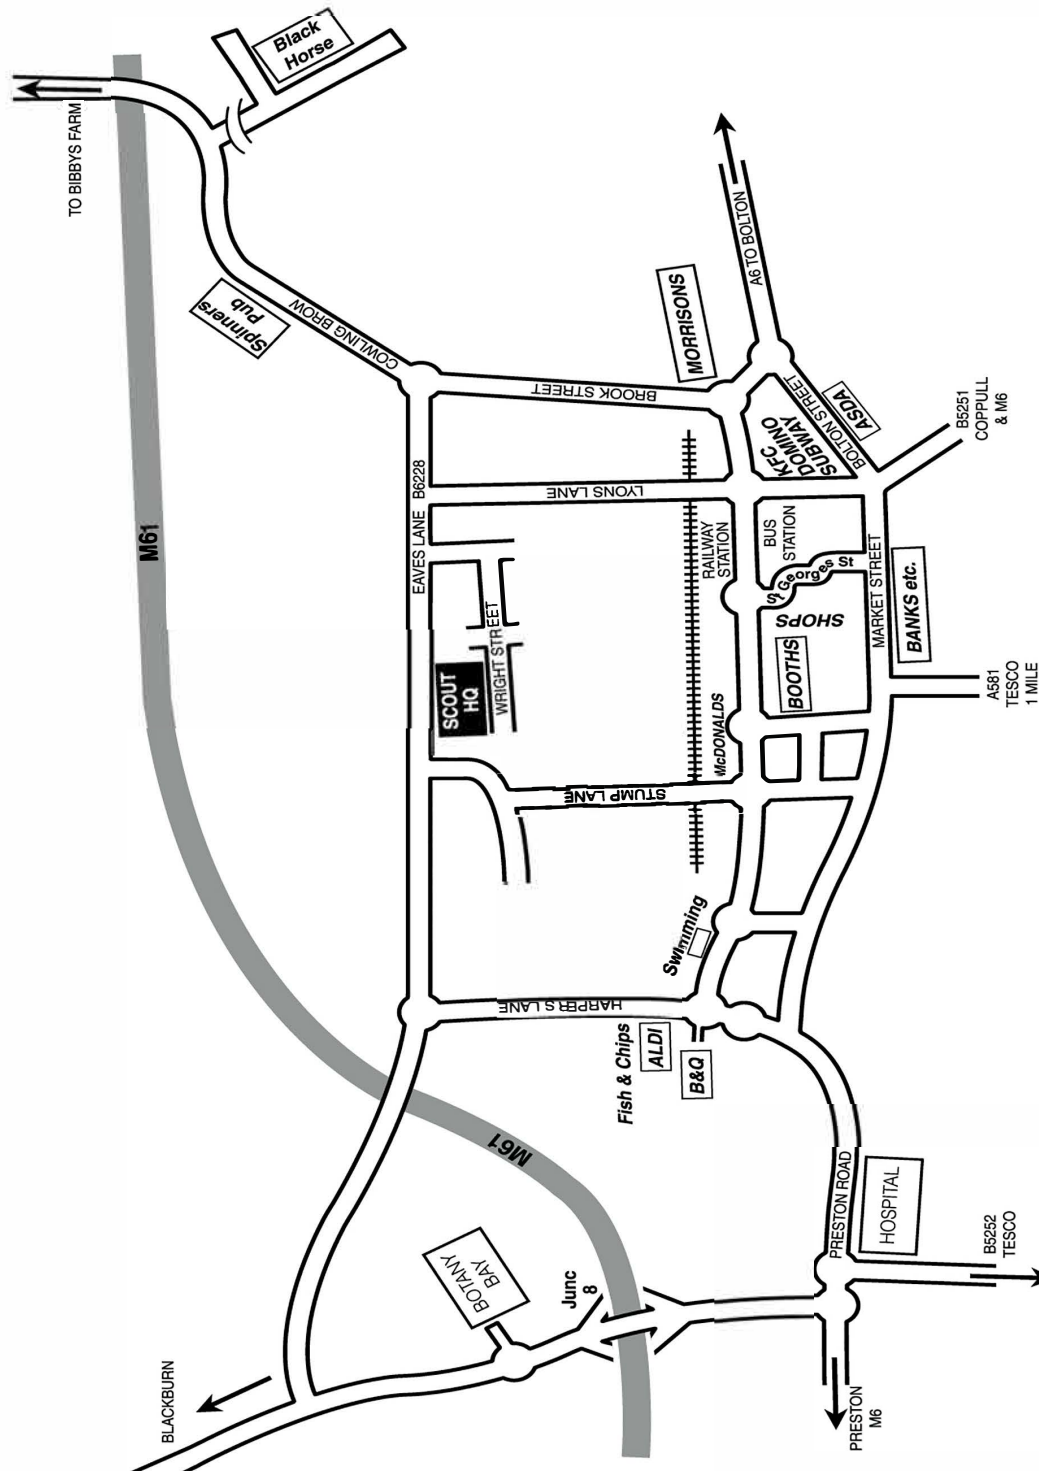 Black
Horse
TO BIBBYS FARM
Spinners
Pub
COWLING BROW
M61
MORRISONS
A6 TO BOLTON
BROOK STREET
BOLTON STREET
ASDA
KFC
DOMINO
SUBWAY
B5251
COPPULL
& M6
EAVES LANE B6228
LYONS LANE
RAILWAY
STATION
BUS
STATION
St Georges St
SHOPS
MARKET STREET
BANKS etc.
BOOTHS
SCOUT
HQ
WRIGHT STREET
A581
TESCO
1 MILE
McDONALDS
STUMP LANE
Swimming
HARPERS LANE
Fish & Chips
ALDI
B&Q
M61
PRESTON ROAD
HOSPITAL
B5252
TESCO
BOTANY
BAY
Junc
8
BLACKBURN
PRESTON
M6